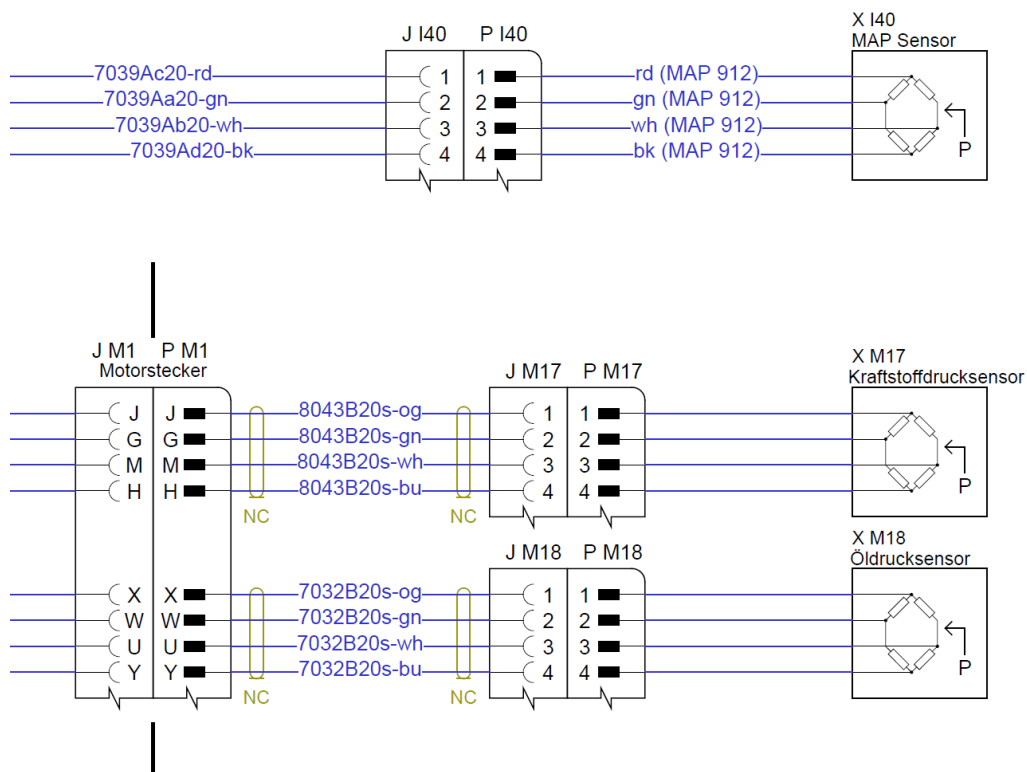 J I40 P I40
X I40
MAP Sensor
7039Ac20-rd 1 1 rd (MAP 912)
7039Aa20-gn 2 2 gn (MAP 912)
7039Ab20-wh 3 3 wh (MAP 912)
7039Ad20-bk 4 4 bk (MAP 912)
P
J M1 P M1
Motorstecker
J M17 P M17
X M17
Kraftstoffdrucksensor
J J 8043B20s-og 1 1
G G 8043B20s-gn 2 2
M M 8043B20s-wh 3 3
H H 8043B20s-bu 4 4
P
NC NC
J M18 P M18
X M18
Öldrucksensor
X X 7032B20s-og 1 1
W W 7032B20s-gn 2 2
U U 7032B20s-wh 3 3
Y Y 7032B20s-bu 4 4
P
NC NC